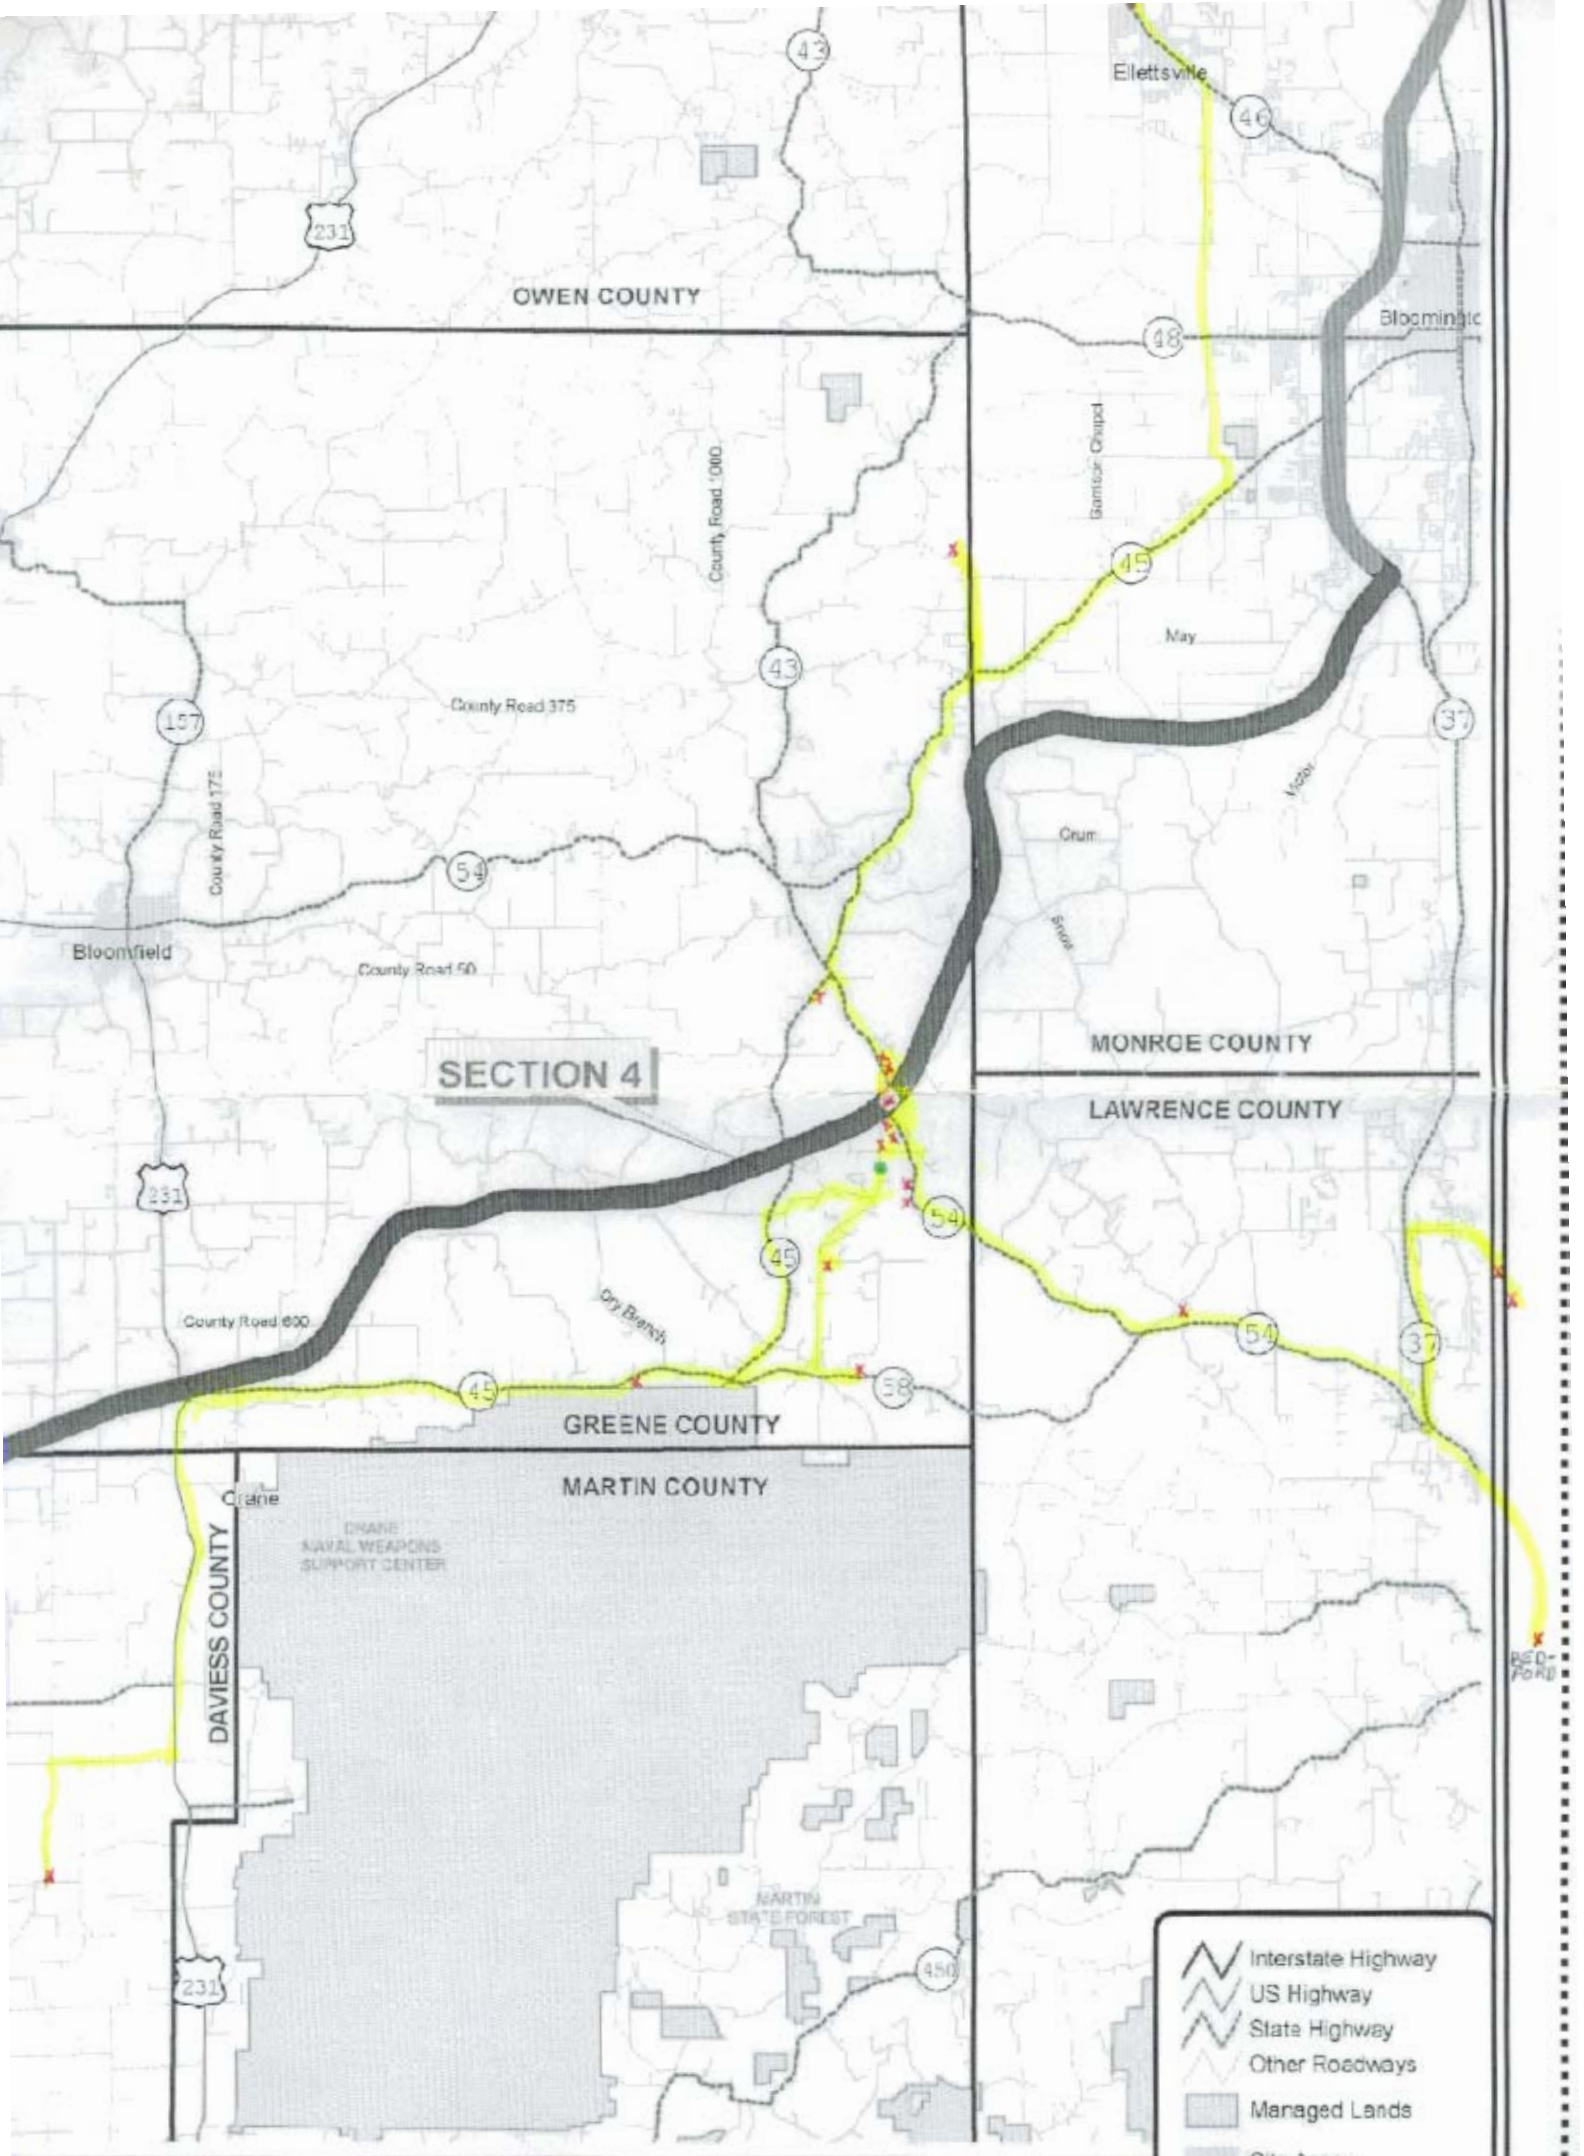 43
Ellettsville
46
231
OWEN COUNTY
Bloomingto
48
Garrison Chapel
County Road 1000
45
May
43
County Road 375
157
37
Motor
County Road 175
Crum
54
Bloomfield
County Road 50
MONROE COUNTY
SECTION 4
LAWRENCE COUNTY
231
54
45
County Road 600
Dry Branch
54
37
45
58
GREENE COUNTY
MARTIN COUNTY
Crane
CRANE
NAVAL WEAPONS
SUPPORT CENTER
DAVIESS COUNTY
BED-
FORD
MARTIN
STATE FOREST
450
231
Interstate Highway
US Highway
State Highway
Other Roadways
Managed Lands